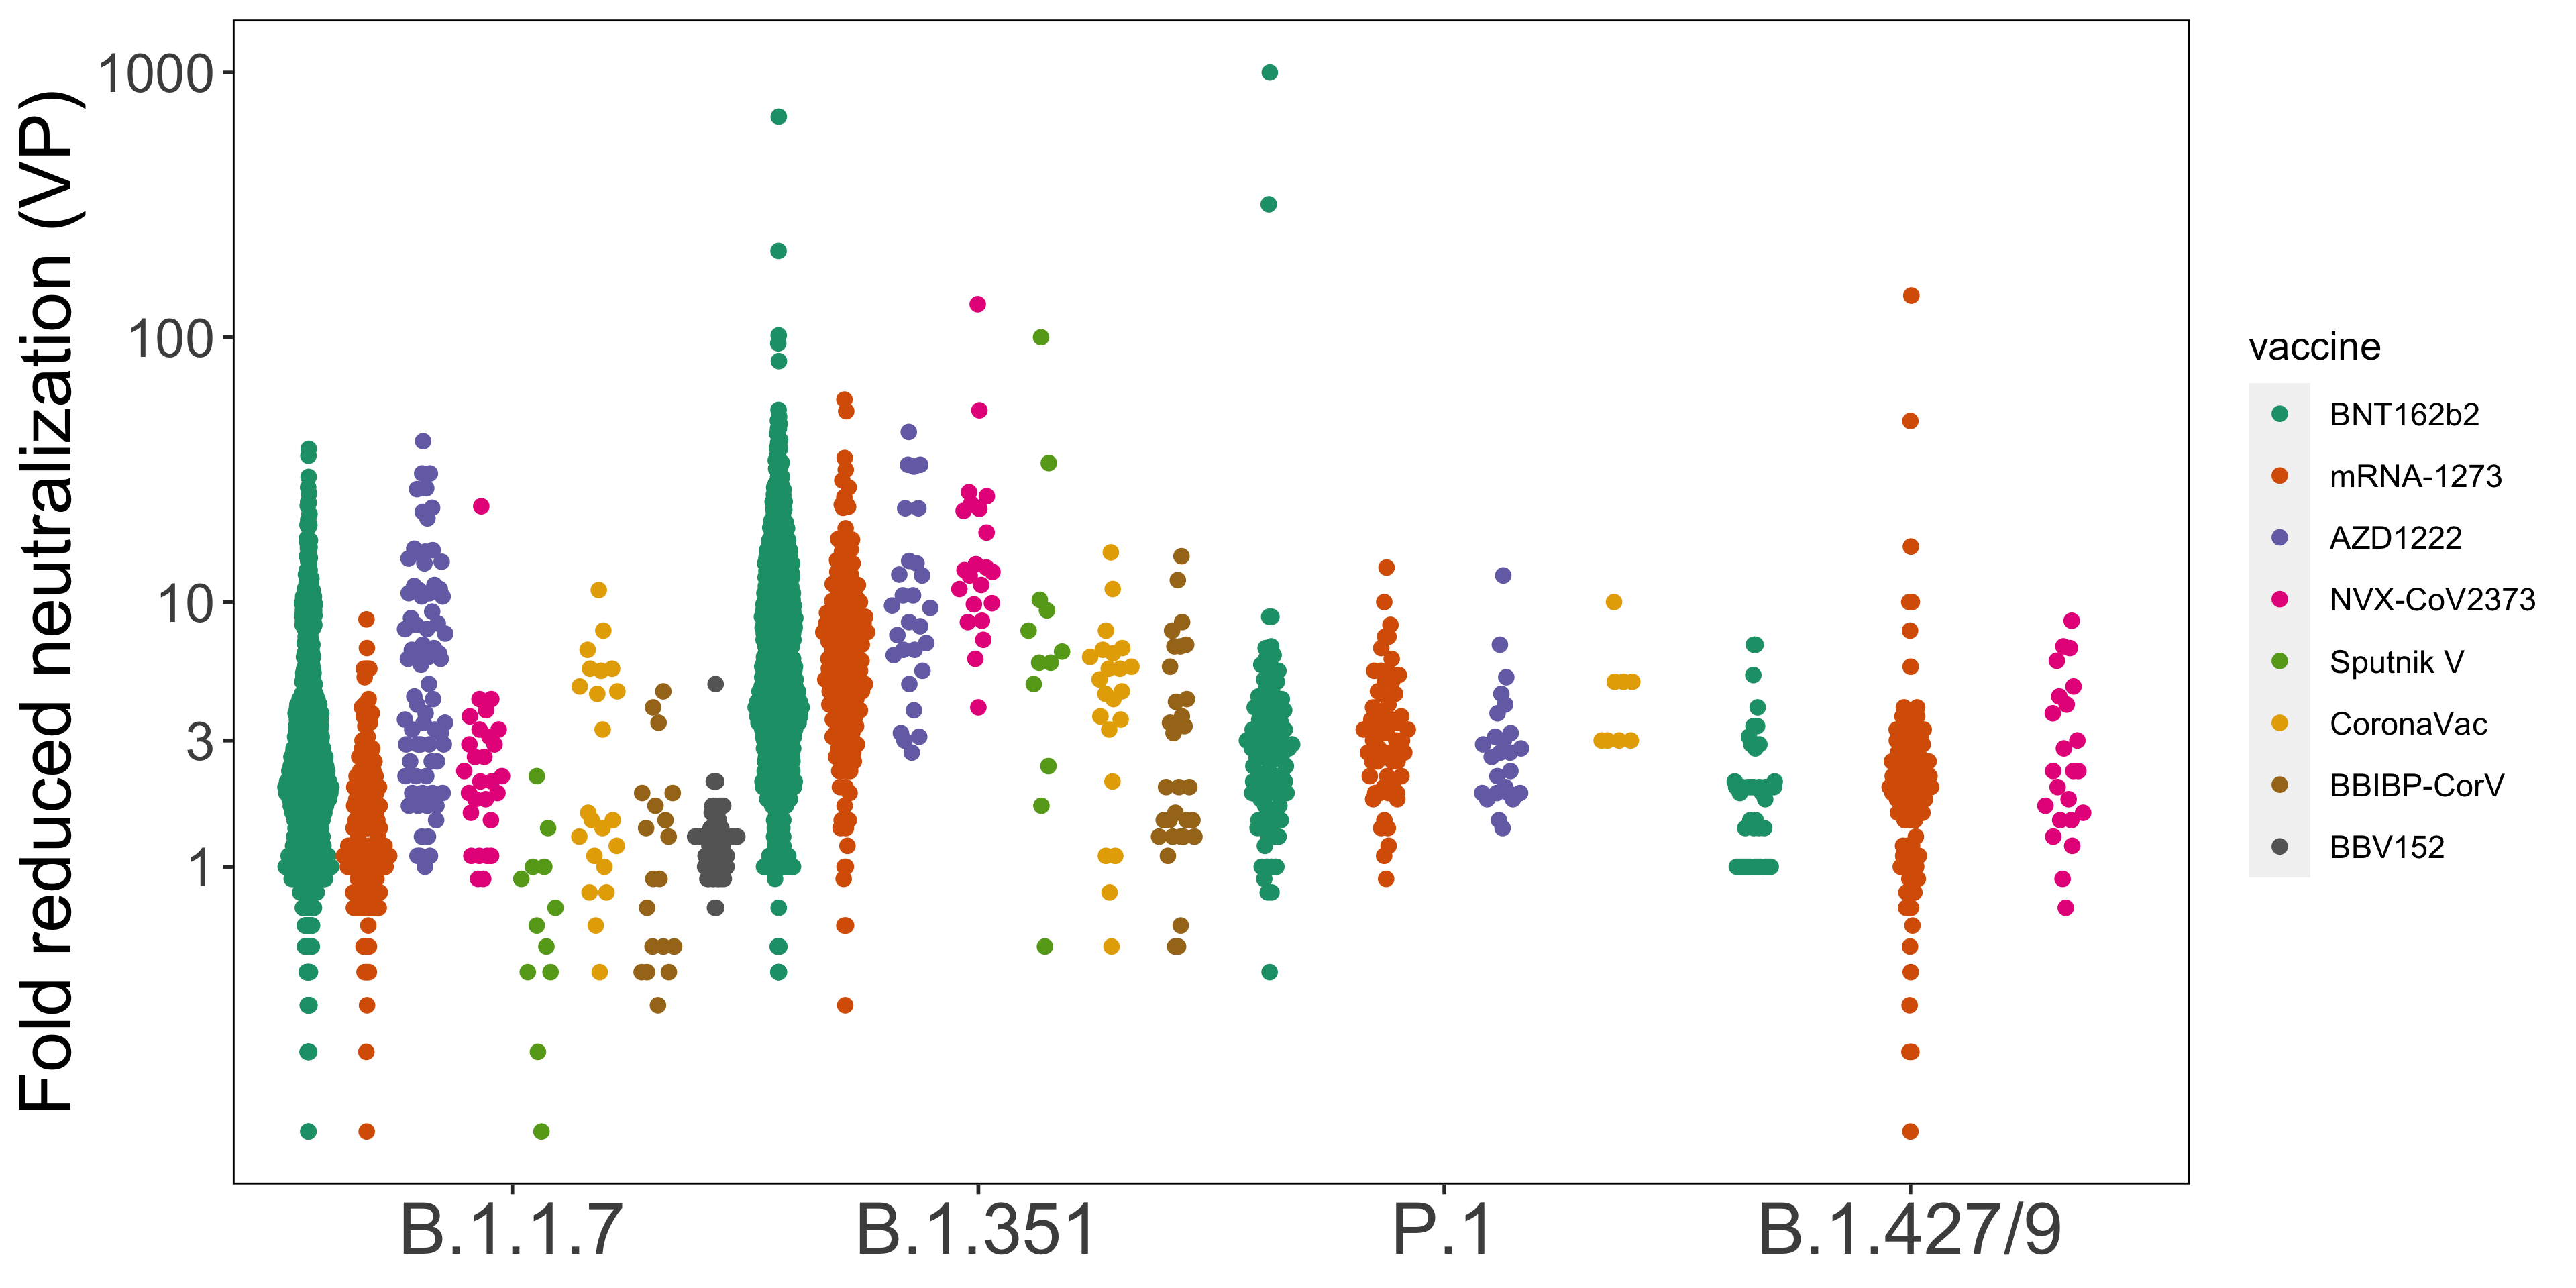 Fold reduced neutralization (VP)
1000
100
10
3
1
B.1.1.7
B.1.351
P.1
B.1.427/9
vaccine
BNT162b2
mRNA-1273
AZD1222
NVX-CoV2373
Sputnik V
CoronaVac
BBIBP-CorV
BBV152